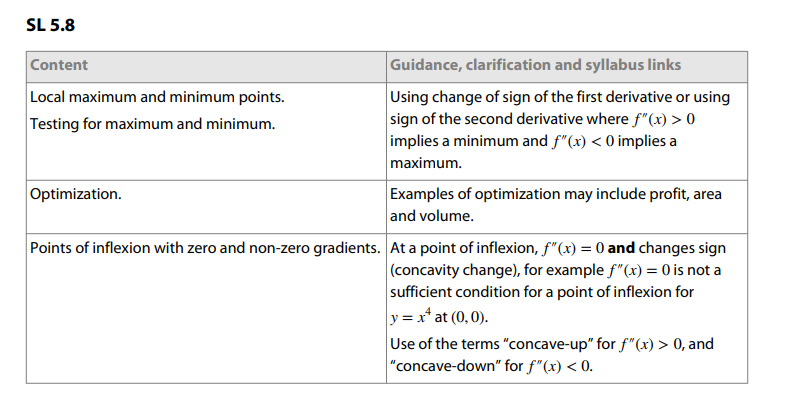 SL 5.8
Content
Guidance, clarification and syllabus links
Local maximum and minimum points.
Testing for maximum and minimum.
Using change of sign of the first derivative or using
sign of the second derivative where f″(x) > 0
implies a minimum and f″(x) < 0 implies a
maximum.
Optimization.
Examples of optimization may include profit, area
and volume.
Points of inflexion with zero and non-zero gradients.
At a point of inflexion, f″(x) = 0 and changes sign
(concavity change), for example f″(x) = 0 is not a
sufficient condition for a point of inflexion for
y = x⁴ at (0, 0).
Use of the terms “concave-up” for f″(x) > 0, and
“concave-down” for f″(x) < 0.